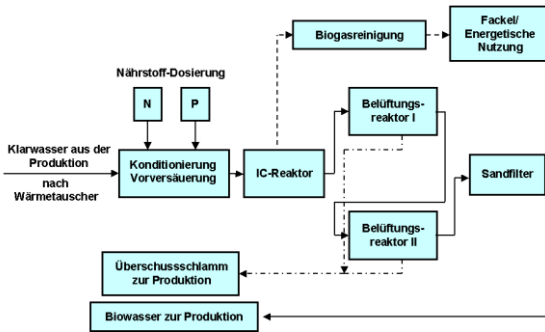 Biogasreinigung
Fackel/
Energetische
Nutzung
Nährstoff-Dosierung
N
P
Belüftungs-
reaktor I
Klarwasser aus der
Produktion
nach
Wärmetauscher
Konditionierung
Vorversäuerung
IC-Reaktor
Sandfilter
Belüftungs-
reaktor II
Überschussschlamm
zur Produktion
Biowasser zur Produktion